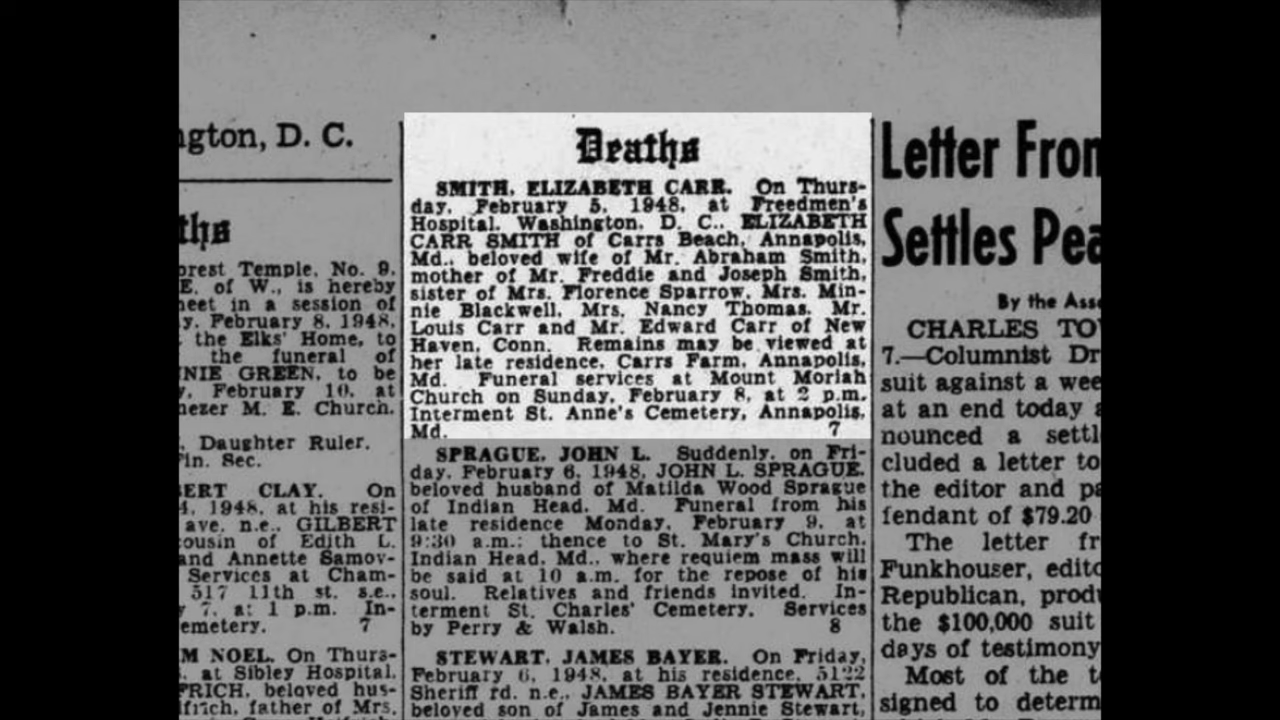 ngton, D. C.
ths
orest Temple, No. 9,
E. of W., is hereby
eet in a session of
y, February 8, 1948,
the Elks' Home, to
the funeral of
NIE GREEN, to be
y, February 10, at
nezer M. E. Church.
Daughter Ruler.
Fin. Sec.
ERT CLAY. On
4, 1948, at his resi-
ave. n.e., GILBERT
cousin of Edith L.
and Annette Samov-
Services at Cham-
517 11th st. s.e.,
y 7, at 1 p.m. In-
emetery. 7
M NOEL. On Thurs-
at Sibley Hospital,
FRICH, beloved hus-
lfrich, father of Mrs.
Deaths
SMITH, ELIZABETH CARR. On Thurs-
day, February 5, 1948, at Freedmen's
Hospital, Washington, D. C., ELIZABETH
CARR SMITH of Carrs Beach, Annapolis,
Md., beloved wife of Mr. Abraham Smith,
mother of Mr. Freddie and Joseph Smith,
sister of Mrs. Florence Sparrow, Mrs. Min-
nie Blackwell, Mrs. Nancy Thomas, Mr.
Louis Carr and Mr. Edward Carr of New
Haven, Conn. Remains may be viewed at
her late residence, Carrs Farm, Annapolis,
Md. Funeral services at Mount Moriah
Church on Sunday, February 8, at 2 p.m.
Interment St. Anne's Cemetery, Annapolis,
Md. 7
SPRAGUE, JOHN L. Suddenly, on Fri-
day, February 6, 1948, JOHN L. SPRAGUE,
beloved husband of Matilda Wood Sprague
of Indian Head, Md. Funeral from his
late residence Monday, February 9, at
9:30 a.m.; thence to St. Mary's Church,
Indian Head, Md., where requiem mass will
be said at 10 a.m. for the repose of his
soul. Relatives and friends invited. In-
terment St. Charles' Cemetery. Services
by Perry & Walsh. 8
STEWART, JAMES BAYER. On Friday,
February 6, 1948, at his residence, 5122
Sheriff rd. n.e., JAMES BAYER STEWART,
beloved son of James and Jennie Stewart,
Letter Fron
Settles Pea
By the Asso
CHARLES TOW
7.—Columnist Dr
suit against a wee
at an end today a
nounced a settl
cluded a letter to
the editor and pa
fendant of $79.20
The letter fr
Funkhouser, edito
Republican, prod
the $100,000 suit
days of testimony
Most of the t
signed to determ